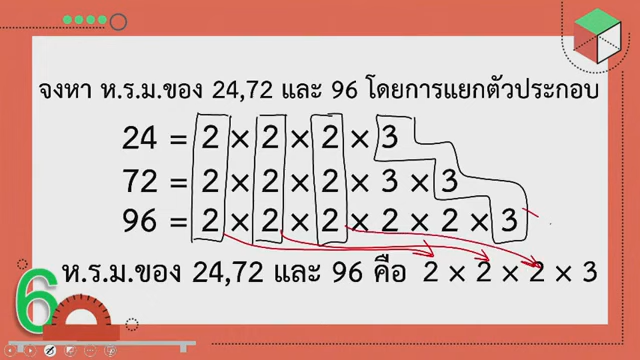 จงหา ห.ร.ม.ของ 24,72 และ 96 โดยการแยกตัวประกอบ
24 = 2 × 2 × 2 × 3
72 = 2 × 2 × 2 × 3 × 3
96 = 2 × 2 × 2 × 2 × 2 × 3
ห.ร.ม.ของ 24,72 และ 96 คือ 2 × 2 × 2 × 3
6